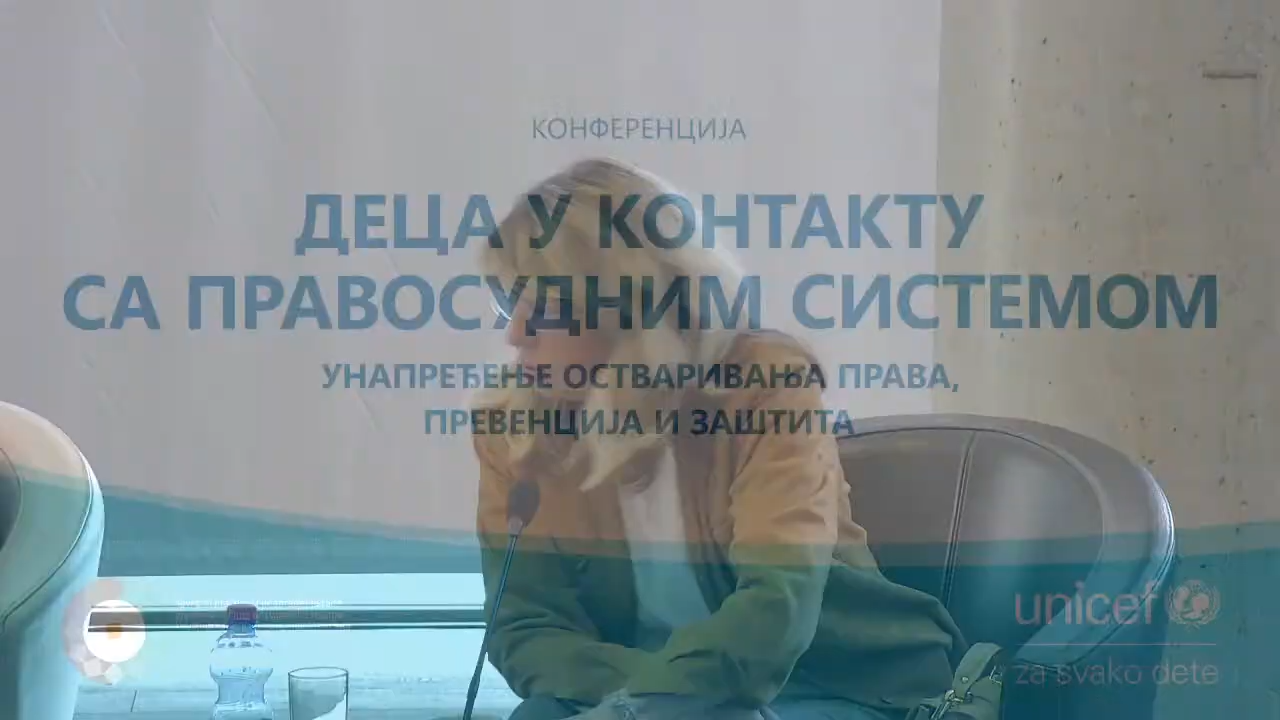 КОНФЕРЕНЦИЈА
ДЕЦА У КОНТАКТУ
СА ПРАВОСУДНИМ СИСТЕМОМ
УНАПРЕЂЕЊЕ ОСТВАРИВАЊА ПРАВА,
ПРЕВЕНЦИЈА И ЗАШТИТА
unicef
za svako dete